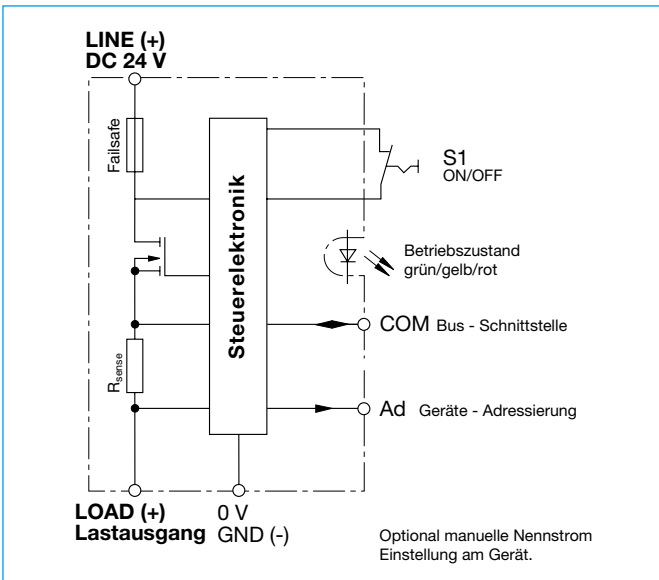 LINE (+)
DC 24 V
Failsafe
Steuerelektronik
S1
ON/OFF
Betriebszustand
grün/gelb/rot
COM Bus - Schnittstelle
Rsense
Ad Geräte - Adressierung
LOAD (+)
Lastausgang
0 V
GND (-)
Optional manuelle Nennstrom
Einstellung am Gerät.